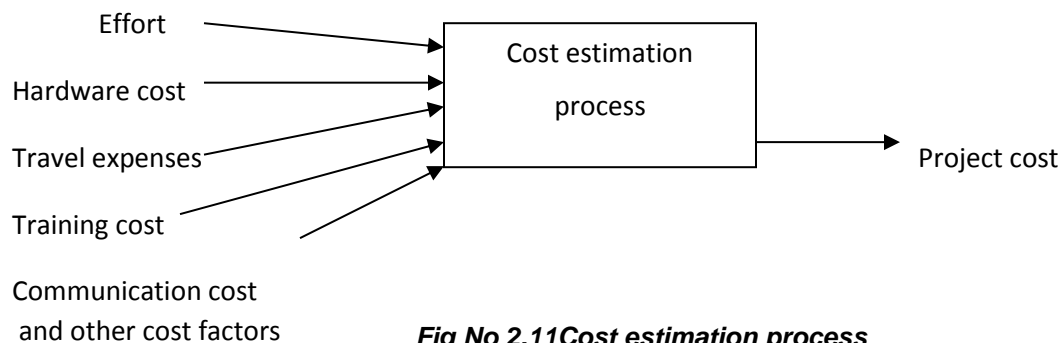 Effort
Hardware cost
Travel expenses
Training cost
Communication cost
and other cost factors
Cost estimation
process
Project cost
Fig No 2.11Cost estimation process